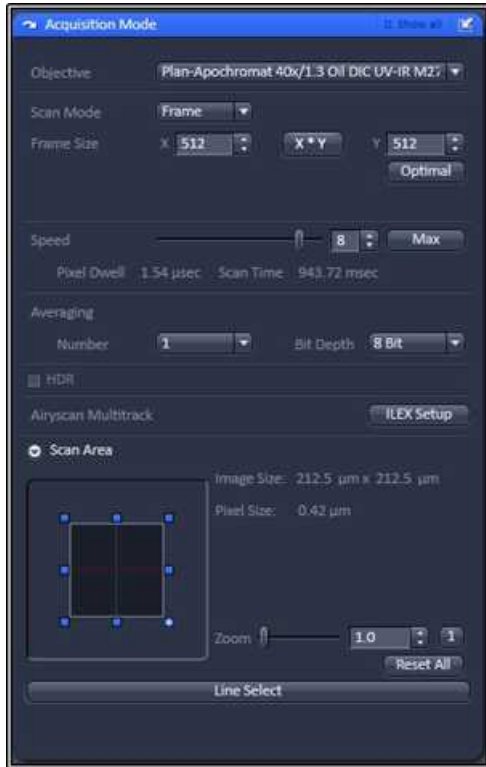 Acquisition Mode Show all
Objective Plan-Apochromat 40x/1.3 Oil DIC UV-IR M27
Scan Mode Frame
Frame Size X 512 X * Y Y 512
Optimal
Speed 8 Max
Pixel Dwell 1.54 µsec Scan Time 943.72 msec
Averaging
Number 1 Bit Depth 8 Bit
HDR
Airyscan Multitrack ILEX Setup
Scan Area
Image Size: 212.5 µm x 212.5 µm
Pixel Size: 0.42 µm
Zoom 1.0 1
Reset All
Line Select